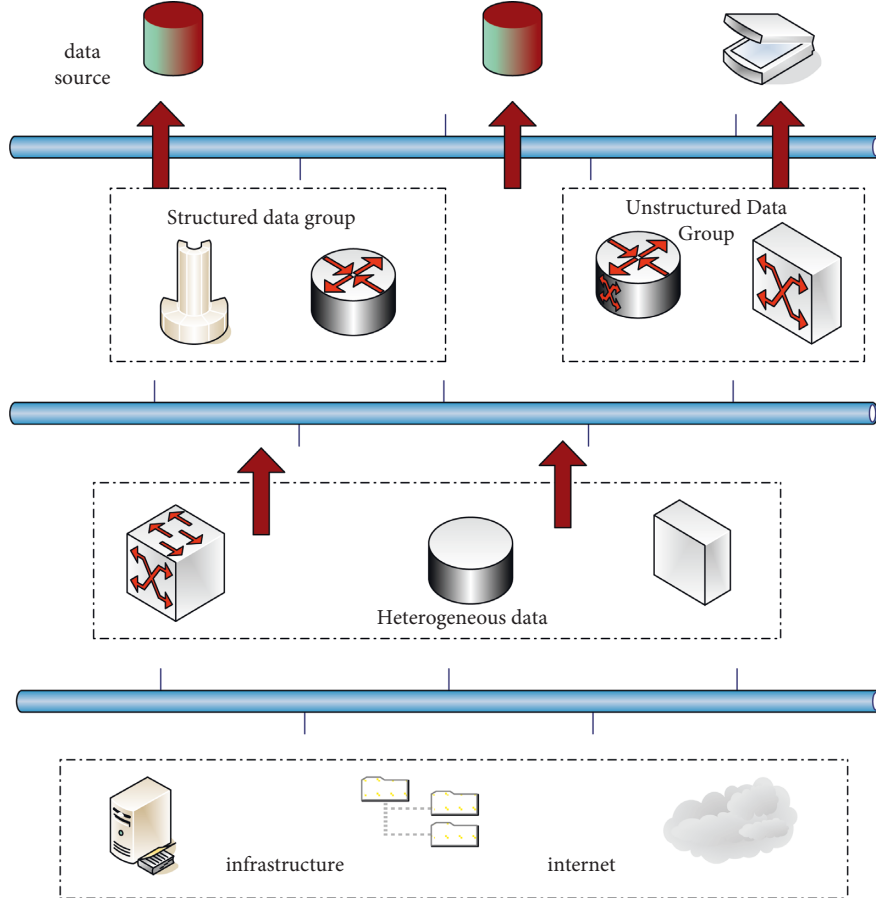 data
source
Structured data group
Unstructured Data
Group
Heterogeneous data
infrastructure
internet